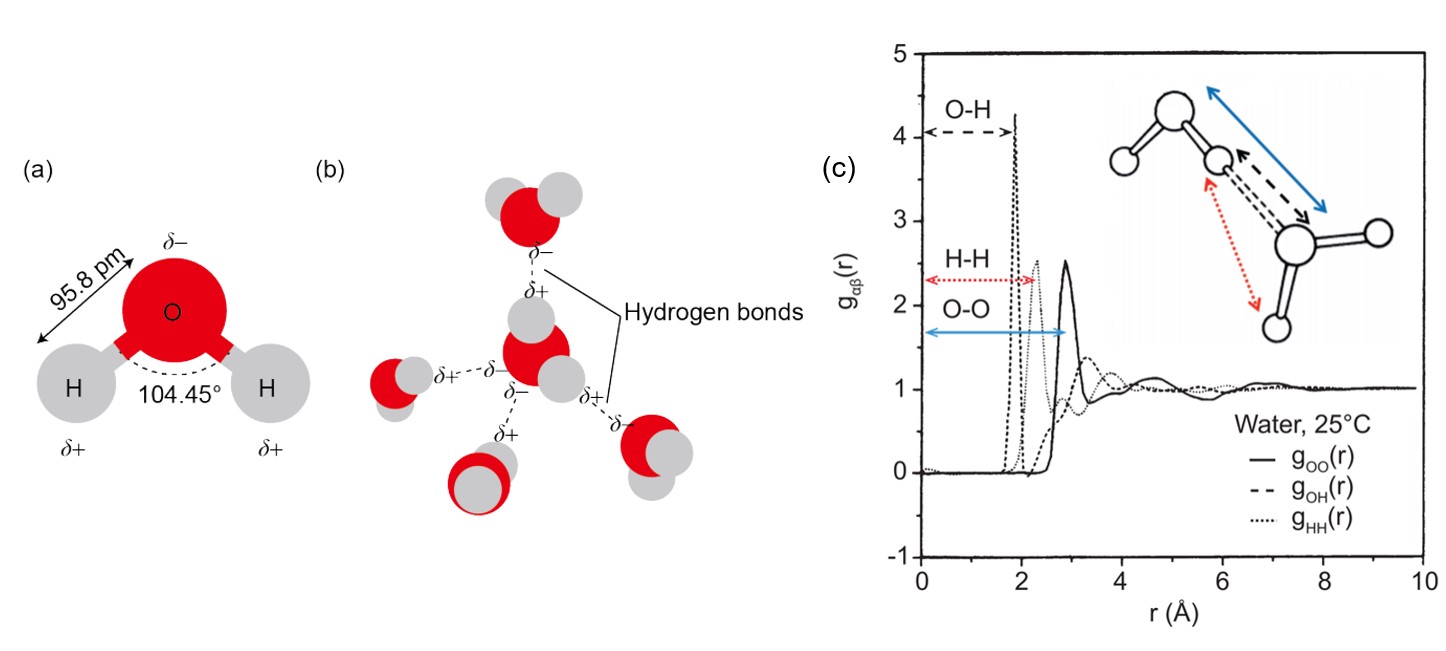 (a)
δ−
95.8 pm
O
H
H
104.45°
δ+
δ+
(b)
δ−
δ+
Hydrogen bonds
δ+
δ−
δ−
δ+
δ+
δ−
(c)
5
4
3
2
1
0
-1
gαβ(r)
O-H
H-H
O-O
Water, 25°C
gOO(r)
gOH(r)
gHH(r)
0 2 4 6 8 10
r (Å)